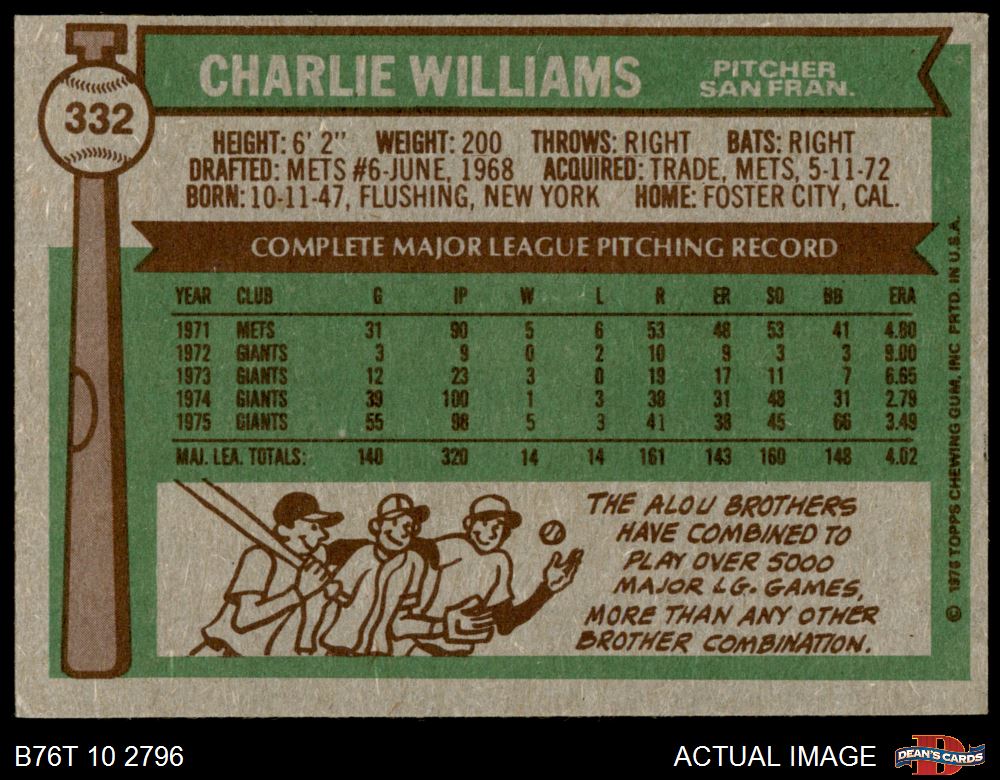 CHARLIE WILLIAMS
PITCHER
SAN FRAN.
332
HEIGHT: 6' 2" WEIGHT: 200 THROWS: RIGHT BATS: RIGHT
DRAFTED: METS #6-JUNE, 1968 ACQUIRED: TRADE, METS, 5-11-72
BORN: 10-11-47, FLUSHING, NEW YORK HOME: FOSTER CITY, CAL.
COMPLETE MAJOR LEAGUE PITCHING RECORD
YEAR CLUB G IP W L R ER SO BB ERA
1971 METS 31 90 5 6 53 48 53 41 4.80
1972 GIANTS 3 9 0 2 10 9 3 3 9.00
1973 GIANTS 12 23 3 0 19 17 11 7 6.65
1974 GIANTS 39 100 1 3 38 31 48 31 2.79
1975 GIANTS 55 98 5 3 41 38 45 66 3.49
MAJ. LEA. TOTALS: 140 320 14 14 161 143 160 148 4.02
THE ALOU BROTHERS
HAVE COMBINED TO
PLAY OVER 5000
MAJOR LG. GAMES,
MORE THAN ANY OTHER
BROTHER COMBINATION.
© 1976 TOPPS CHEWING GUM, INC PRTD. IN U.S.A.
B76T 10 2796
ACTUAL IMAGE
DEAN'S CARDS